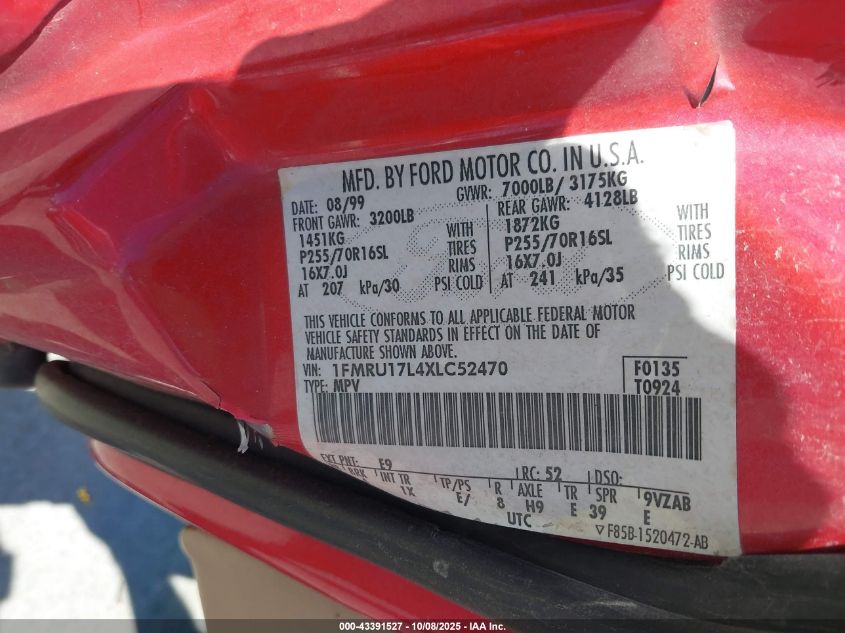 MFD. BY FORD MOTOR CO. IN U.S.A.
DATE: 08/99 GVWR: 7000LB/ 3175KG
FRONT GAWR: 3200LB REAR GAWR: 4128LB
1451KG WITH 1872KG WITH
P255/70R16SL TIRES P255/70R16SL TIRES
16X7.0J RIMS 16X7.0J RIMS
AT 207 kPa/30 PSI COLD AT 241 kPa/35 PSI COLD
THIS VEHICLE CONFORMS TO ALL APPLICABLE FEDERAL MOTOR
VEHICLE SAFETY STANDARDS IN EFFECT ON THE DATE OF
MANUFACTURE SHOWN ABOVE.
VIN: 1FMRU17L4XLC52470 F0135
TYPE: MPV T0924
EXT PNT: E9 RC: 52 DSO:
BRK INT TR TP/PS R AXLE TR SPR 9VZAB
1X E/ 8 H9 E 39 E
UTC ▽F85B-1520472-AB
000-43391527 - 10/08/2025 - IAA Inc.